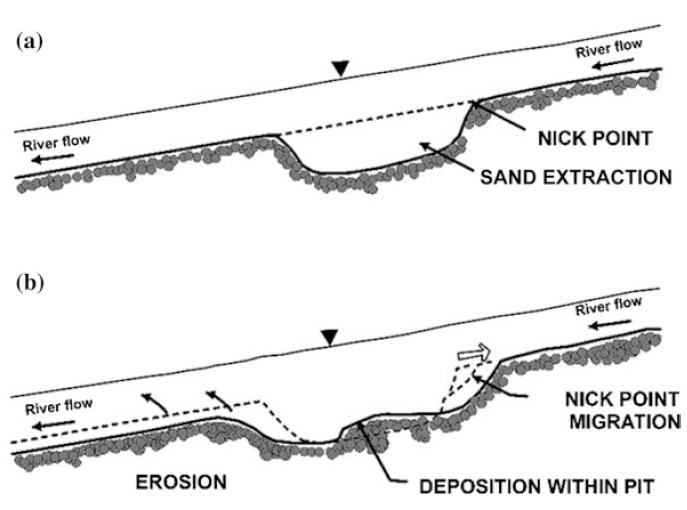 (a)
River flow
River flow
NICK POINT
SAND EXTRACTION
(b)
River flow
River flow
NICK POINT
MIGRATION
EROSION
DEPOSITION WITHIN PIT